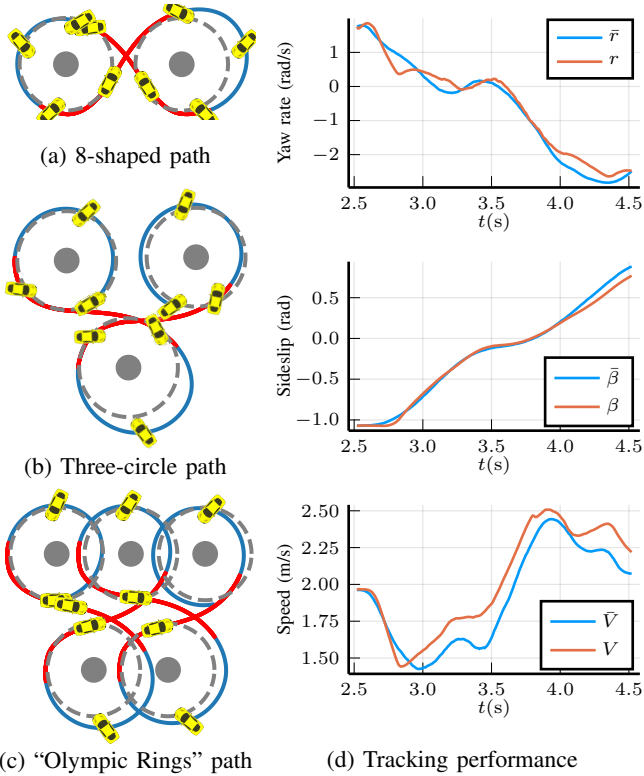 (a) 8-shaped path
(b) Three-circle path
(c) “Olympic Rings” path
Yaw rate (rad/s)
1
0
−1
−2
r̄
r
2.5 3.0 3.5 4.0 4.5
t(s)
Sideslip (rad)
0.5
0.0
−0.5
−1.0
β̄
β
2.5 3.0 3.5 4.0 4.5
t(s)
Speed (m/s)
2.50
2.25
2.00
1.75
1.50
V̄
V
2.5 3.0 3.5 4.0 4.5
t(s)
(d) Tracking performance